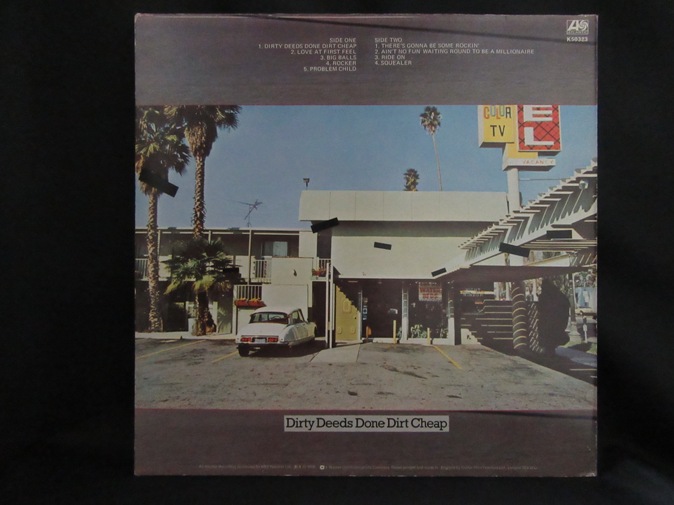 SIDE ONE
1. DIRTY DEEDS DONE DIRT CHEAP
2. LOVE AT FIRST FEEL
3. BIG BALLS
4. ROCKER
5. PROBLEM CHILD
SIDE TWO
1. THERE'S GONNA BE SOME ROCKIN'
2. AIN'T NO FUN WAITING ROUND TO BE A MILLIONAIRE
3. RIDE ON
4. SQUEALER
K50323
COLOR
TV
EL
VACANCY
Dirty Deeds Done Dirt Cheap